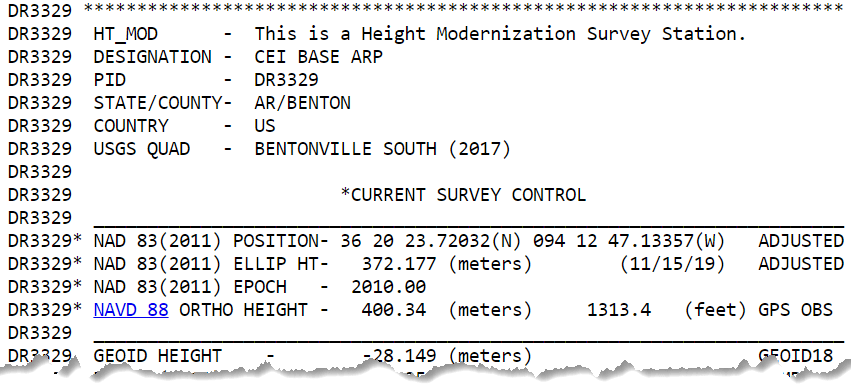 DR3329 ***********************************************************************
DR3329  HT_MOD      -  This is a Height Modernization Survey Station.
DR3329  DESIGNATION -  CEI BASE ARP
DR3329  PID         -  DR3329
DR3329  STATE/COUNTY-  AR/BENTON
DR3329  COUNTRY     -  US
DR3329  USGS QUAD   -  BENTONVILLE SOUTH (2017)
DR3329
DR3329                         *CURRENT SURVEY CONTROL
DR3329  ______________________________________________________________________
DR3329* NAD 83(2011) POSITION- 36 20 23.72032(N) 094 12 47.13357(W)   ADJUSTED
DR3329* NAD 83(2011) ELLIP HT-   372.177 (meters)        (11/15/19)   ADJUSTED
DR3329* NAD 83(2011) EPOCH   -  2010.00
DR3329* NAVD 88 ORTHO HEIGHT -   400.34  (meters)     1313.4   (feet) GPS OBS
DR3329  ______________________________________________________________________
DR3329  GEOID HEIGHT    -        -28.149 (meters)                     GEOID18